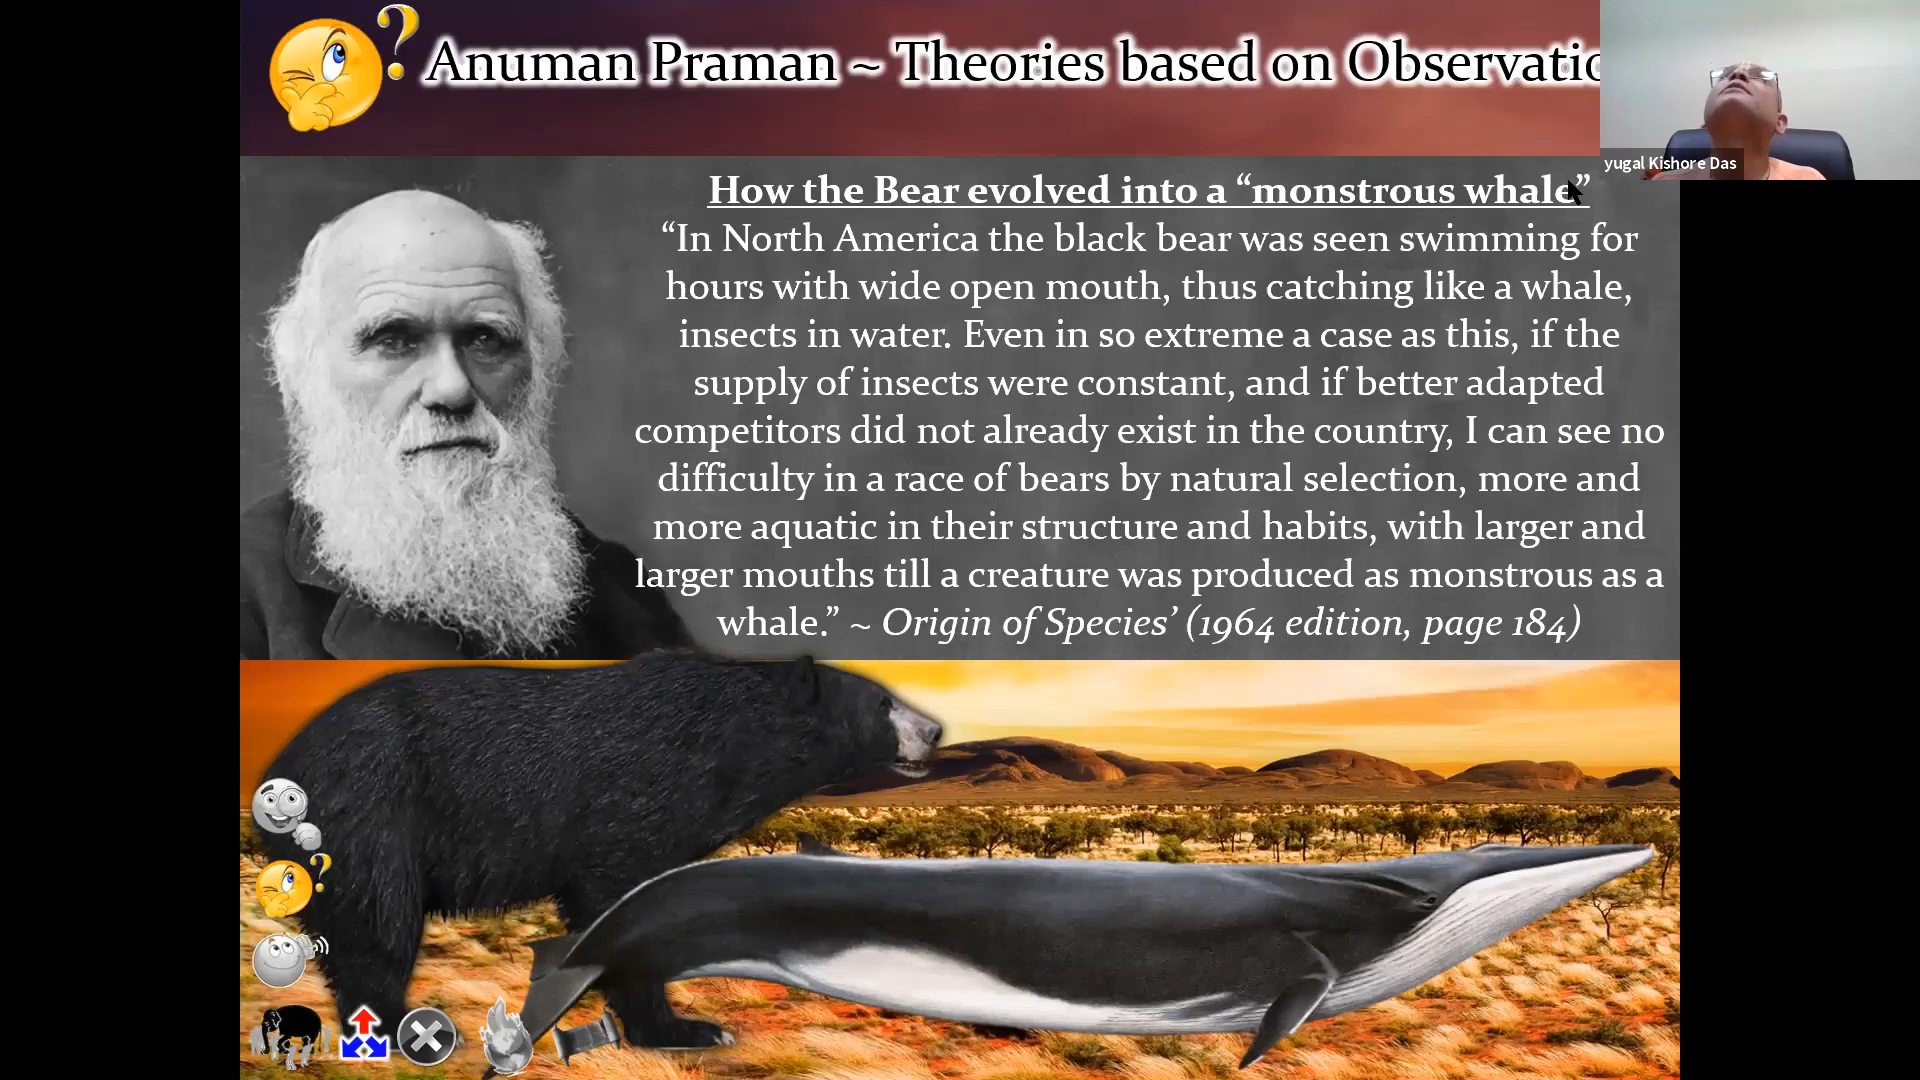 Anuman Praman ~ Theories based on Observatio
yugal Kishore Das
How the Bear evolved into a “monstrous whale”
“In North America the black bear was seen swimming for
hours with wide open mouth, thus catching like a whale,
insects in water. Even in so extreme a case as this, if the
supply of insects were constant, and if better adapted
competitors did not already exist in the country, I can see no
difficulty in a race of bears by natural selection, more and
more aquatic in their structure and habits, with larger and
larger mouths till a creature was produced as monstrous as a
whale.” ~ Origin of Species’ (1964 edition, page 184)